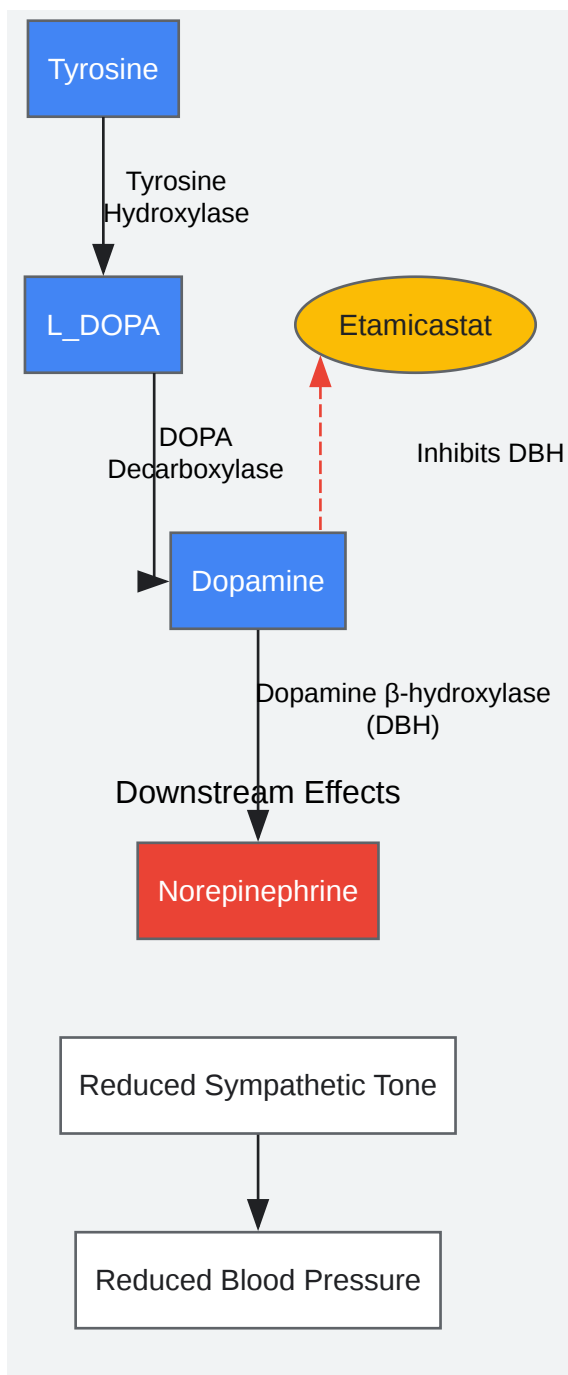 Tyrosine
Tyrosine
Hydroxylase
L_DOPA
Etamicastat
DOPA
Decarboxylase
Inhibits DBH
Dopamine
Dopamine β-hydroxylase
(DBH)
Downstream Effects
Norepinephrine
Reduced Sympathetic Tone
Reduced Blood Pressure